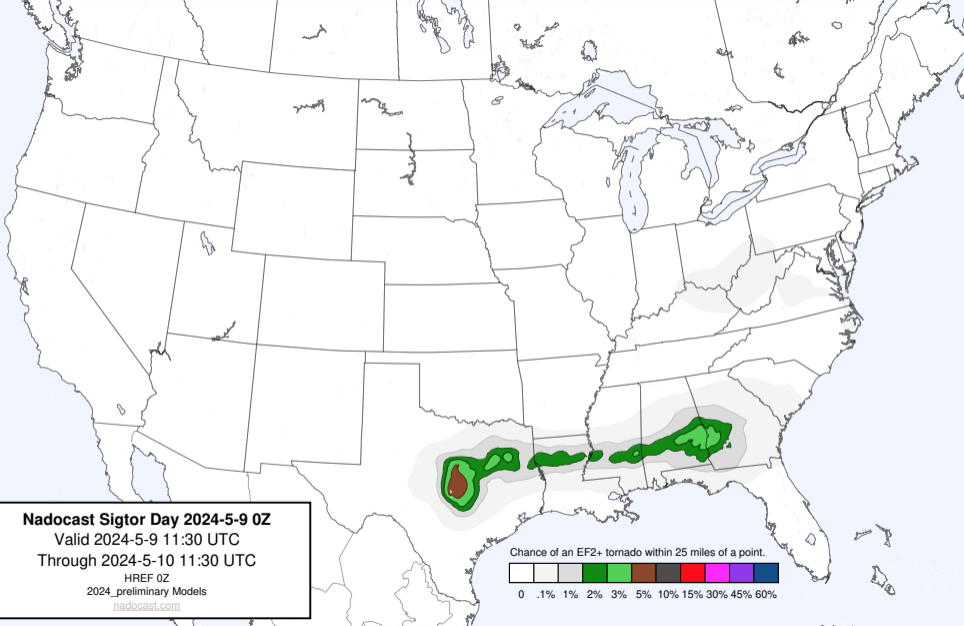 Nadocast Sigtor Day 2024-5-9 0Z
Valid 2024-5-9 11:30 UTC
Through 2024-5-10 11:30 UTC
HREF 0Z
2024_preliminary Models
nadocast.com
Chance of an EF2+ tornado within 25 miles of a point.
0 .1% 1% 2% 3% 5% 10% 15% 30% 45% 60%